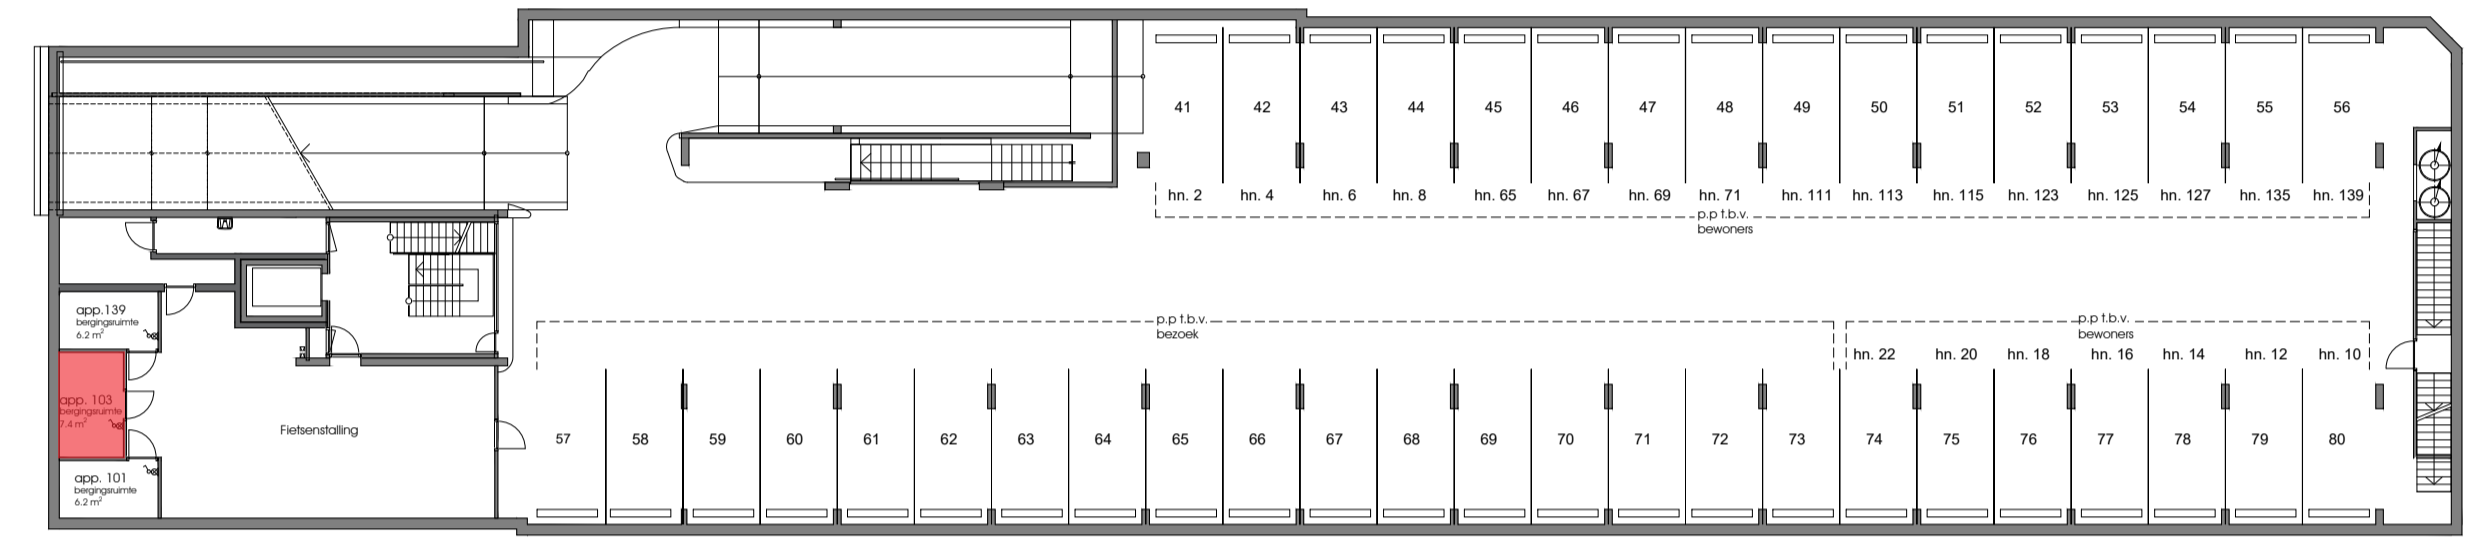 41 42 43 44 45 46 47 48 49 50 51 52 53 54 55 56
hn. 2 hn. 4 hn. 6 hn. 8 hn. 65 hn. 67 hn. 69 hn. 71 hn. 111 hn. 113 hn. 115 hn. 123 hn. 125 hn. 127 hn. 135 hn. 139
p.p t.b.v.
bewoners
app.139
bergingsruimte
6.2 m²
p.p t.b.v.
bezoek
p.p t.b.v.
bewoners
hn. 22 hn. 20 hn. 18 hn. 16 hn. 14 hn. 12 hn. 10
app. 103
bergingsruimte
7.4 m²
Fietsenstalling
57 58 59 60 61 62 63 64 65 66 67 68 69 70 71 72 73 74 75 76 77 78 79 80
app. 101
bergingsruimte
6.2 m²